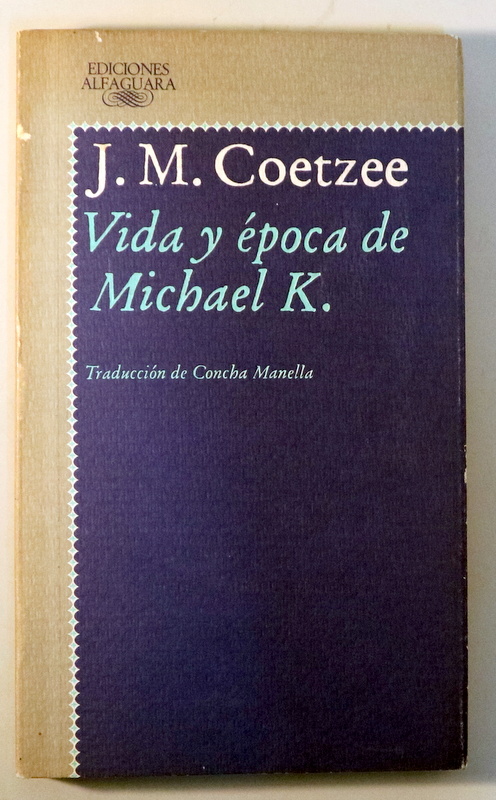 EDICIONES
ALFAGUARA
J. M. Coetzee
Vida y época de
Michael K.
Traducción de Concha Manella